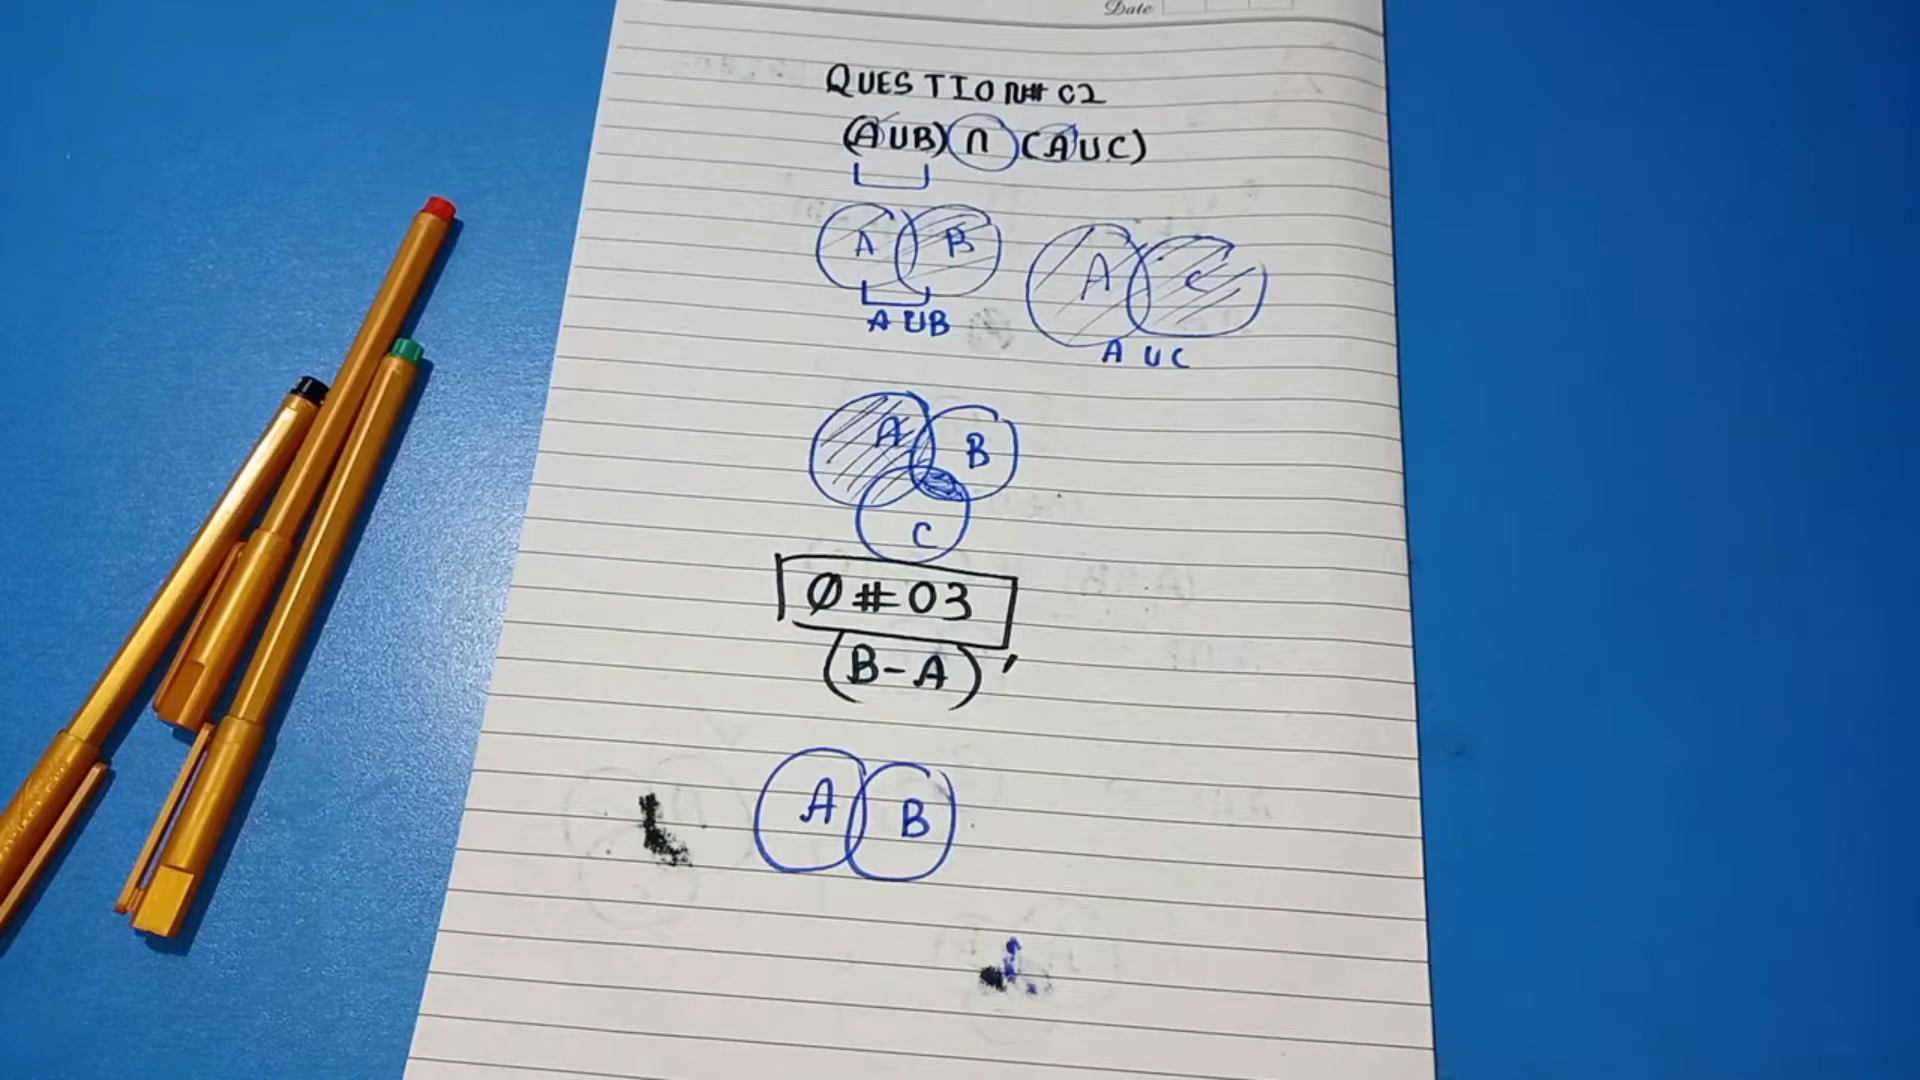 Date
QUESTION# 02
(AUB) ∩ (AUC)
A B
A C
AUB
AUC
A B
C
Q#03
(B-A)'
A B